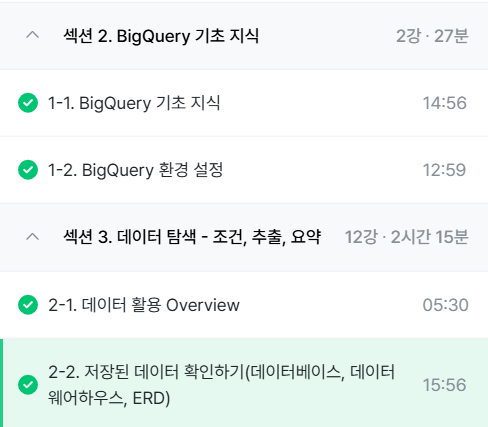 섹션 2. BigQuery 기초 지식 2강 · 27분
1-1. BigQuery 기초 지식 14:56
1-2. BigQuery 환경 설정 12:59
섹션 3. 데이터 탐색 - 조건, 추출, 요약 12강 · 2시간 15분
2-1. 데이터 활용 Overview 05:30
2-2. 저장된 데이터 확인하기(데이터베이스, 데이터
웨어하우스, ERD) 15:56